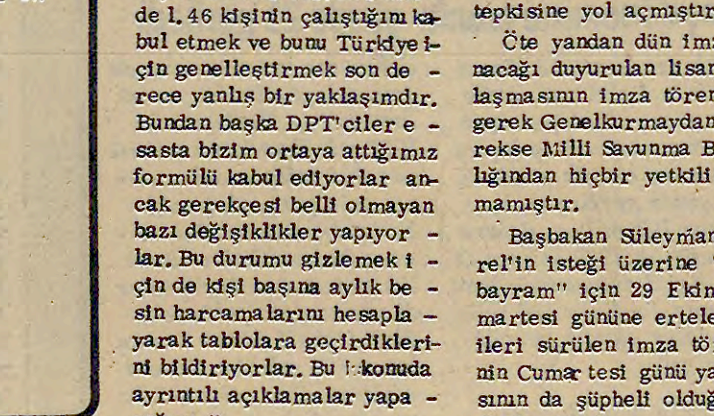 de 1.46 kişinin çalıştığını ka-
bul etmek ve bunu Türkiye i-
çin genelleştirmek son de -
rece yanlış bir yaklaşımdır.
Bundan başka DPT'ciler e -
sasta bizim ortaya attığımız
formülü kabul ediyorlar an-
cak gerekçesi belli olmayan
bazı değişiklikler yapıyor -
lar. Bu durumu gizlemek i -
çin de kişi başına aylık be -
sin harcamalarını hesapla -
yarak tablolara geçirdikleri-
ni bildiriyorlar. Bu konuda
ayrıntılı açıklamalar yapa -
tepkisine yol açmıştır
Öte yandan dün imz
nacağı duyurulan lisan
laşmasının imza tören
gerek Genelkurmaydan
rekse Milli Savunma B
lığından hiçbir yetkili
mamıştır.
Başbakan Süleyman
rel'in isteği üzerine "
bayram" için 29 Ekim
martesi gününe ertele
ileri sürülen imza tö
nin Cumar tesi günü ya
sının da şüpheli olduğ